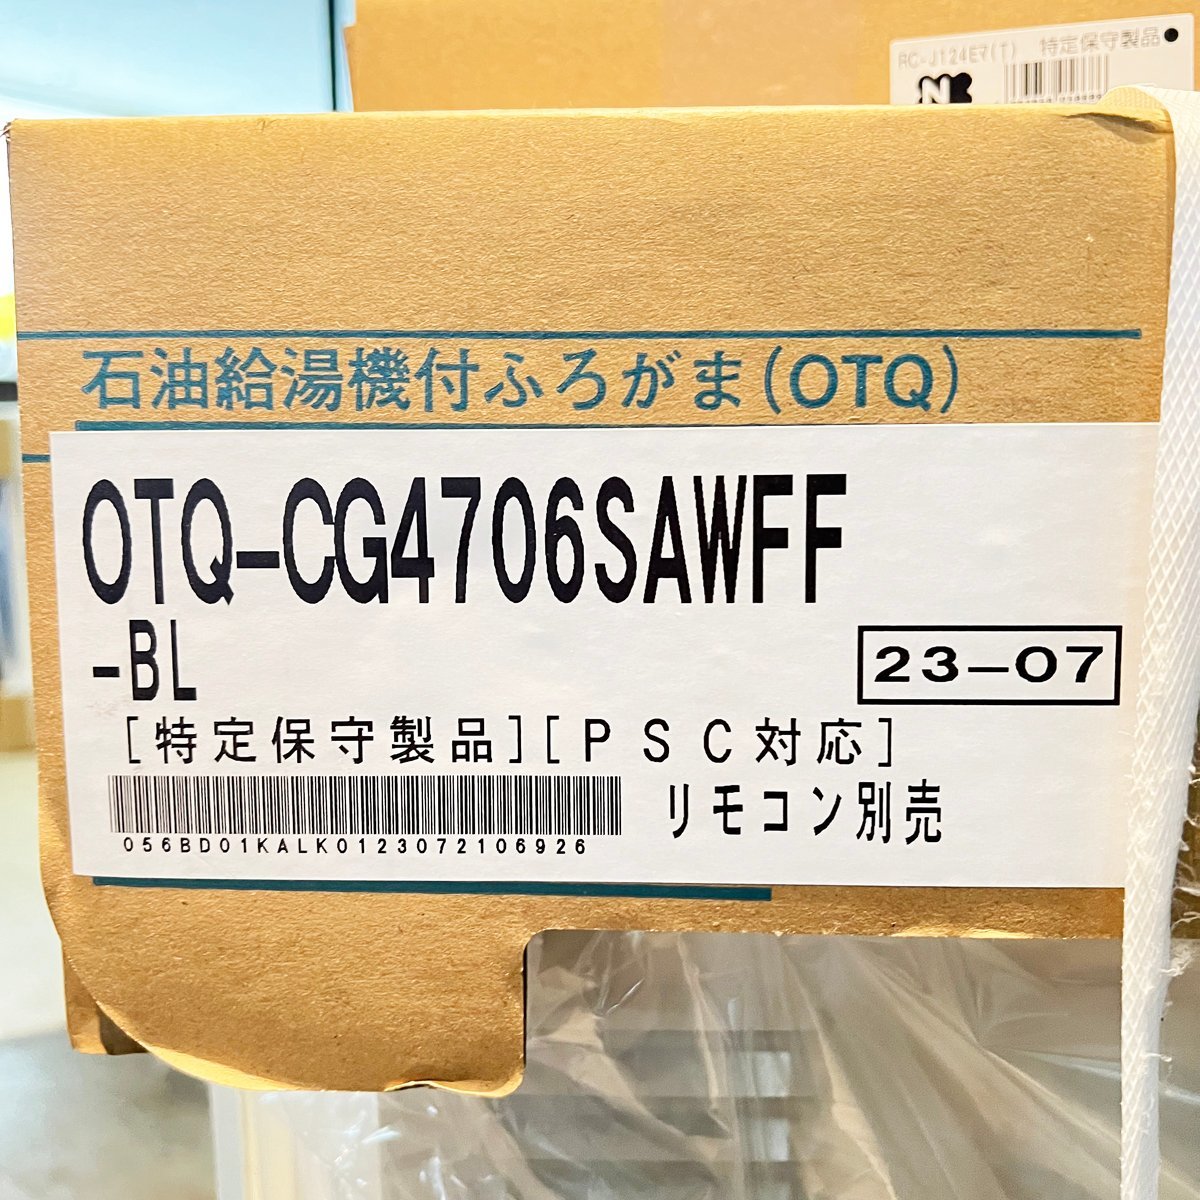 RC-J124Eマ(T) 特定保守製品●
N
石油給湯機付ふろがま(OTQ)
OTQ-CG4706SAWFF
-BL
23-07
[特定保守製品][PSC対応]
リモコン別売
056BD01KALK0123072106926